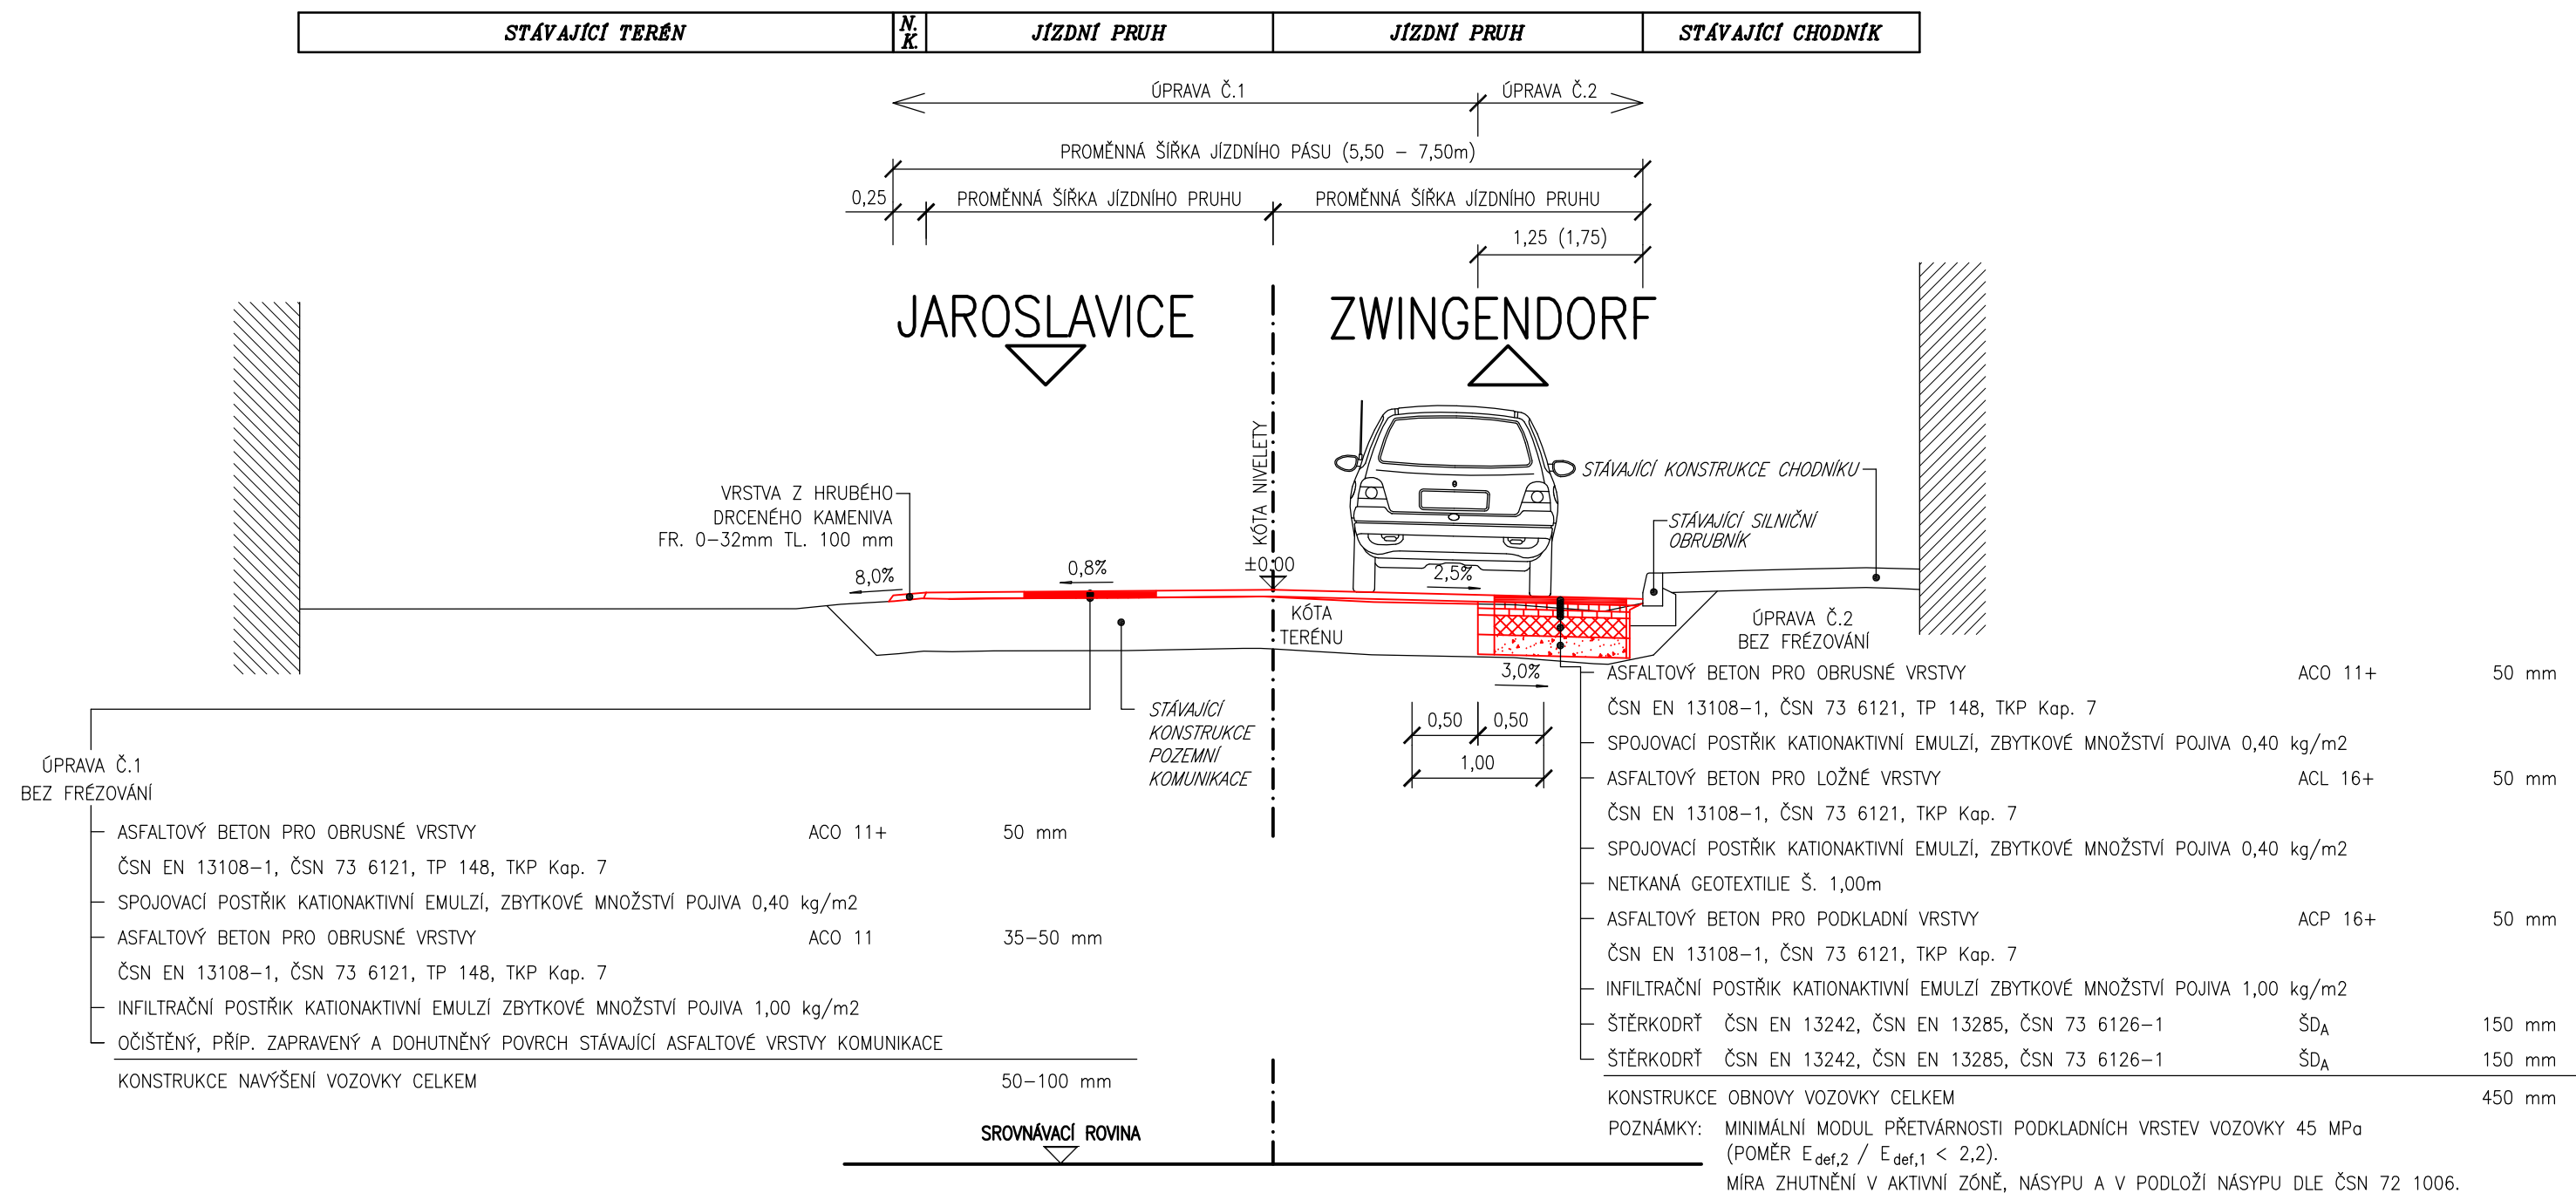 STÁVAJÍCÍ TERÉN
N.
K.
JÍZDNÍ PRUH
JÍZDNÍ PRUH
STÁVAJÍCÍ CHODNÍK
ÚPRAVA Č.1
ÚPRAVA Č.2
PROMĚNNÁ ŠÍŘKA JÍZDNÍHO PÁSU (5,50 – 7,50m)
0,25
PROMĚNNÁ ŠÍŘKA JÍZDNÍHO PRUHU
PROMĚNNÁ ŠÍŘKA JÍZDNÍHO PRUHU
1,25 (1,75)
JAROSLAVICE
ZWINGENDORF
KÓTA NIVELETY
STÁVAJÍCÍ KONSTRUKCE CHODNÍKU
VRSTVA Z HRUBÉHO
DRCENÉHO KAMENIVA
FR. 0–32mm TL. 100 mm
STÁVAJÍCÍ SILNIČNÍ
OBRUBNÍK
8,0%
0,8%
±0.00
2,5%
KÓTA
TERÉNU
3,0%
STÁVAJÍCÍ
KONSTRUKCE
POZEMNÍ
KOMUNIKACE
0,50
0,50
1,00
ÚPRAVA Č.1
BEZ FRÉZOVÁNÍ
ASFALTOVÝ BETON PRO OBRUSNÉ VRSTVY ACO 11+ 50 mm
ČSN EN 13108–1, ČSN 73 6121, TP 148, TKP Kap. 7
SPOJOVACÍ POSTŘIK KATIONAKTIVNÍ EMULZÍ, ZBYTKOVÉ MNOŽSTVÍ POJIVA 0,40 kg/m2
ASFALTOVÝ BETON PRO OBRUSNÉ VRSTVY ACO 11 35–50 mm
ČSN EN 13108–1, ČSN 73 6121, TP 148, TKP Kap. 7
INFILTRAČNÍ POSTŘIK KATIONAKTIVNÍ EMULZÍ ZBYTKOVÉ MNOŽSTVÍ POJIVA 1,00 kg/m2
OČIŠTĚNÝ, PŘÍP. ZAPRAVENÝ A DOHUTNĚNÝ POVRCH STÁVAJÍCÍ ASFALTOVÉ VRSTVY KOMUNIKACE
KONSTRUKCE NAVÝŠENÍ VOZOVKY CELKEM 50–100 mm
ÚPRAVA Č.2
BEZ FRÉZOVÁNÍ
ASFALTOVÝ BETON PRO OBRUSNÉ VRSTVY ACO 11+ 50 mm
ČSN EN 13108–1, ČSN 73 6121, TP 148, TKP Kap. 7
SPOJOVACÍ POSTŘIK KATIONAKTIVNÍ EMULZÍ, ZBYTKOVÉ MNOŽSTVÍ POJIVA 0,40 kg/m2
ASFALTOVÝ BETON PRO LOŽNÉ VRSTVY ACL 16+ 50 mm
ČSN EN 13108–1, ČSN 73 6121, TKP Kap. 7
SPOJOVACÍ POSTŘIK KATIONAKTIVNÍ EMULZÍ, ZBYTKOVÉ MNOŽSTVÍ POJIVA 0,40 kg/m2
NETKANÁ GEOTEXTILIE Š. 1,00m
ASFALTOVÝ BETON PRO PODKLADNÍ VRSTVY ACP 16+ 50 mm
ČSN EN 13108–1, ČSN 73 6121, TKP Kap. 7
INFILTRAČNÍ POSTŘIK KATIONAKTIVNÍ EMULZÍ ZBYTKOVÉ MNOŽSTVÍ POJIVA 1,00 kg/m2
ŠTĚRKODRŤ ČSN EN 13242, ČSN EN 13285, ČSN 73 6126–1 ŠDA 150 mm
ŠTĚRKODRŤ ČSN EN 13242, ČSN EN 13285, ČSN 73 6126–1 ŠDA 150 mm
KONSTRUKCE OBNOVY VOZOVKY CELKEM 450 mm
POZNÁMKY: MINIMÁLNÍ MODUL PŘETVÁRNOSTI PODKLADNÍCH VRSTEV VOZOVKY 45 MPa
(POMĚR Edef,2 / Edef,1 < 2,2).
MÍRA ZHUTNĚNÍ V AKTIVNÍ ZÓNĚ, NÁSYPU A V PODLOŽÍ NÁSYPU DLE ČSN 72 1006.
SROVNÁVACÍ ROVINA